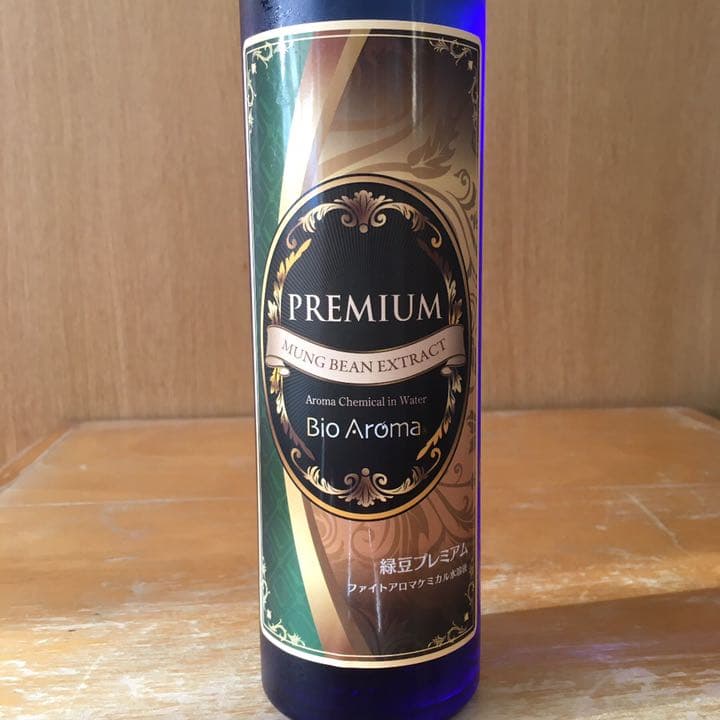 PREMIUM
MUNG BEAN EXTRACT
Aroma Chemical in Water
Bio Aroma®
緑豆プレミアム
ファイトアロマケミカル水溶液